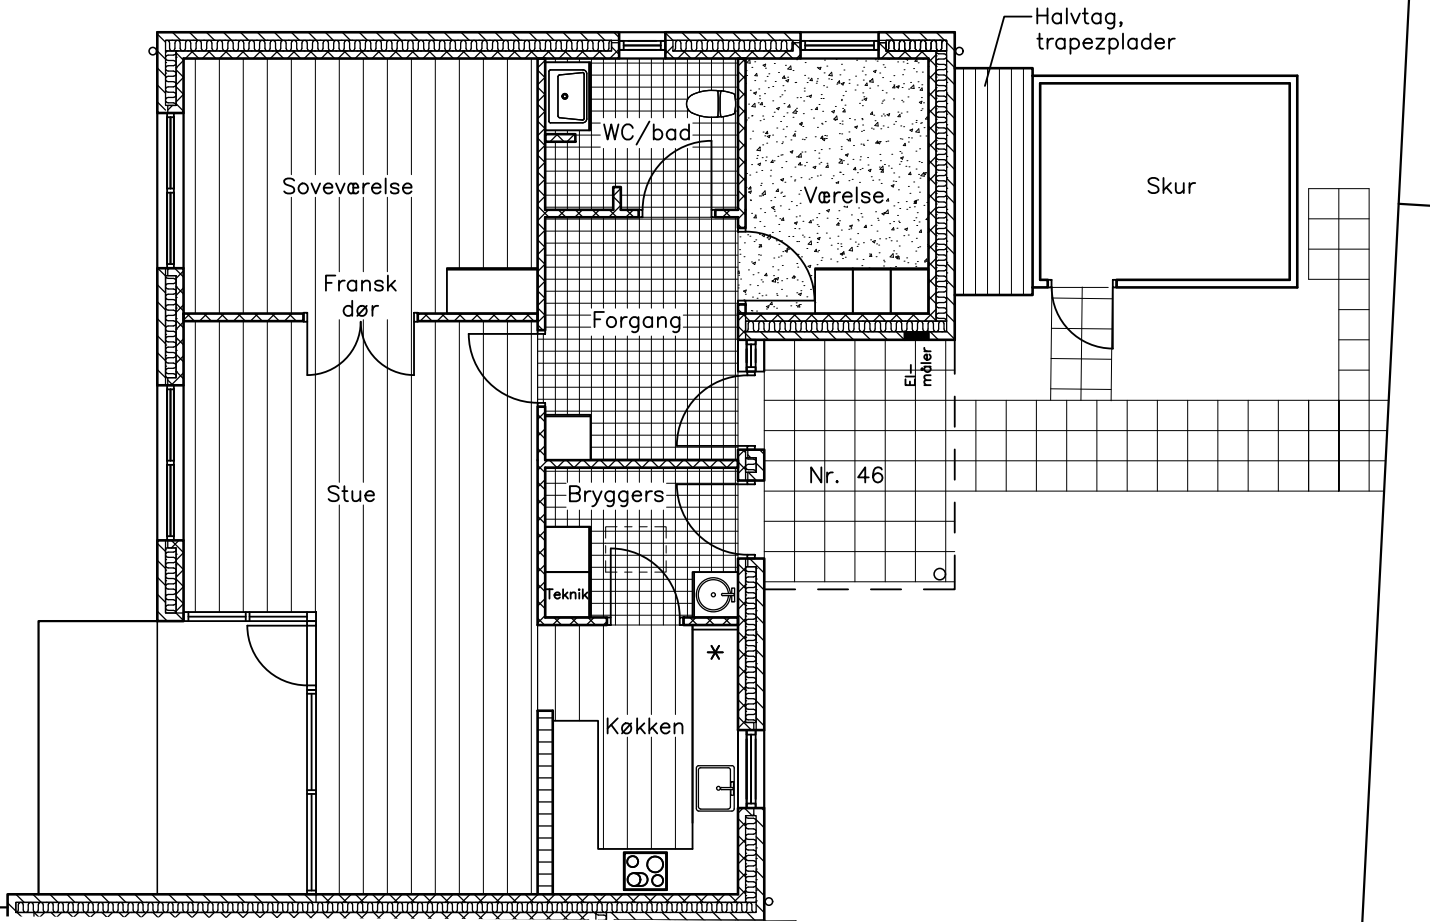 Halvtag,
trapezplader
WC/bad
Soveværelse
Værelse
Skur
Fransk
dør
Forgang
El-
måler
Nr. 46
Stue
Bryggers
Teknik
Køkken